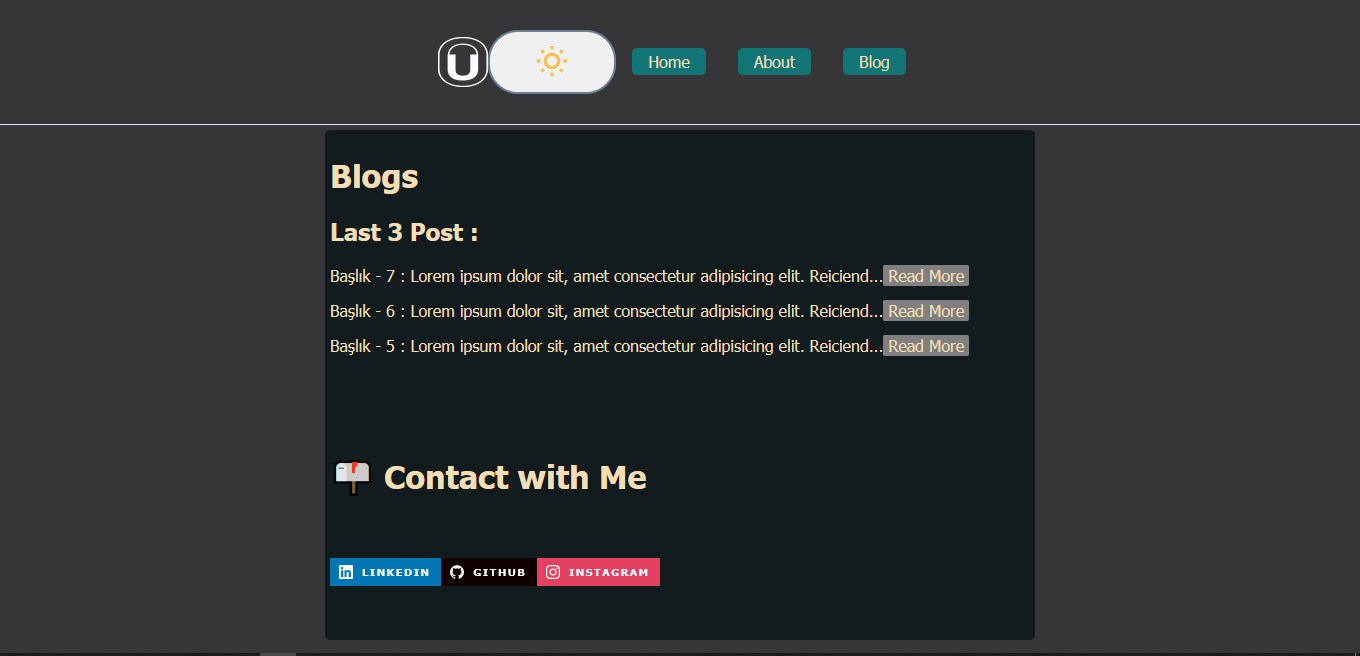 U Home About Blog
Blogs
Last 3 Post :
Başlık - 7 : Lorem ipsum dolor sit, amet consectetur adipisicing elit. Reiciend... Read More
Başlık - 6 : Lorem ipsum dolor sit, amet consectetur adipisicing elit. Reiciend... Read More
Başlık - 5 : Lorem ipsum dolor sit, amet consectetur adipisicing elit. Reiciend... Read More
Contact with Me
LINKEDIN GITHUB INSTAGRAM